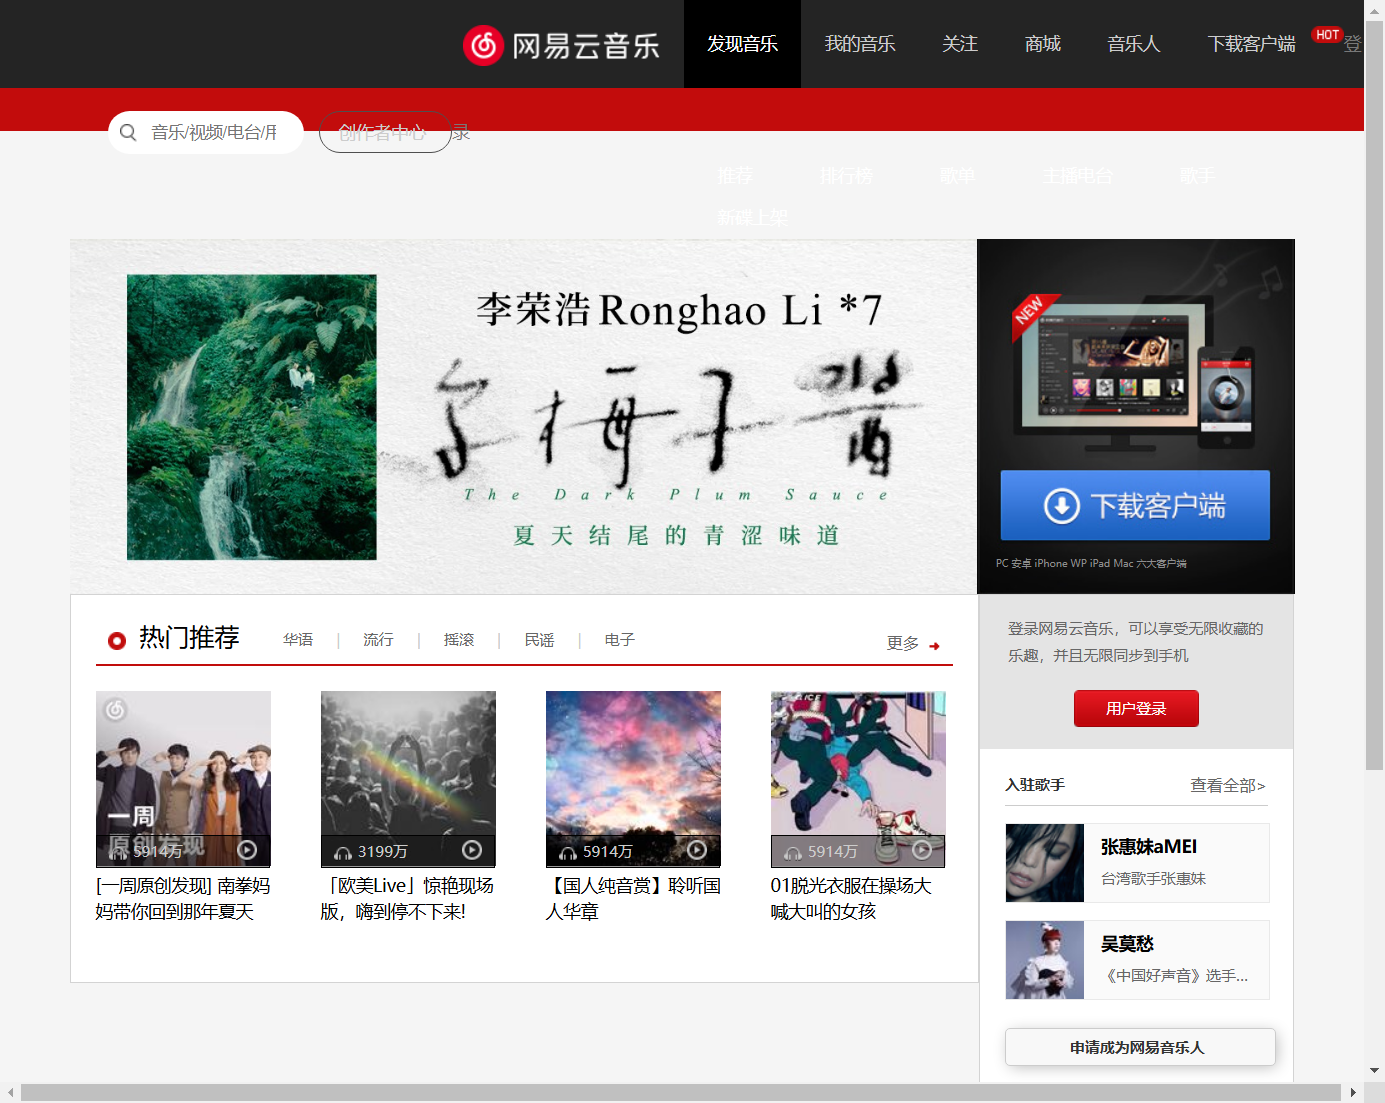 网易云音乐
发现音乐
我的音乐
关注
商城
音乐人
下载客户端
HOT
登
音乐/视频/电台/用
创作者中心
录
推荐
排行榜
歌单
主播电台
歌手
新碟上架
李荣浩 Ronghao Li *7
乌梅子酱
The Dark Plum Sauce
夏天结尾的青涩味道
NEW
下载客户端
PC 安卓 iPhone WP iPad Mac 六大客户端
热门推荐
华语 | 流行 | 摇滚 | 民谣 | 电子
更多
一周
原创发现
5914万
[一周原创发现] 南拳妈
妈带你回到那年夏天
3199万
「欧美Live」惊艳现场
版，嗨到停不下来!
5914万
【国人纯音赏】聆听国
人华章
5914万
01脱光衣服在操场大
喊大叫的女孩
登录网易云音乐，可以享受无限收藏的
乐趣，并且无限同步到手机
用户登录
入驻歌手
查看全部>
张惠妹aMEI
台湾歌手张惠妹
吴莫愁
《中国好声音》选手...
申请成为网易音乐人